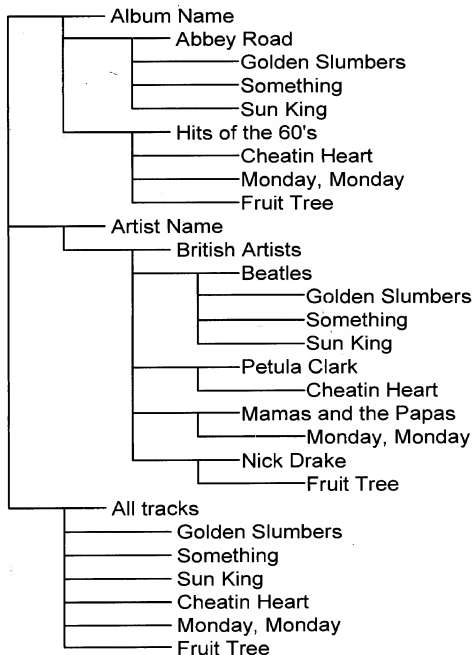 Album Name
Abbey Road
Golden Slumbers
Something
Sun King
Hits of the 60's
Cheatin Heart
Monday, Monday
Fruit Tree
Artist Name
British Artists
Beatles
Golden Slumbers
Something
Sun King
Petula Clark
Cheatin Heart
Mamas and the Papas
Monday, Monday
Nick Drake
Fruit Tree
All tracks
Golden Slumbers
Something
Sun King
Cheatin Heart
Monday, Monday
Fruit Tree